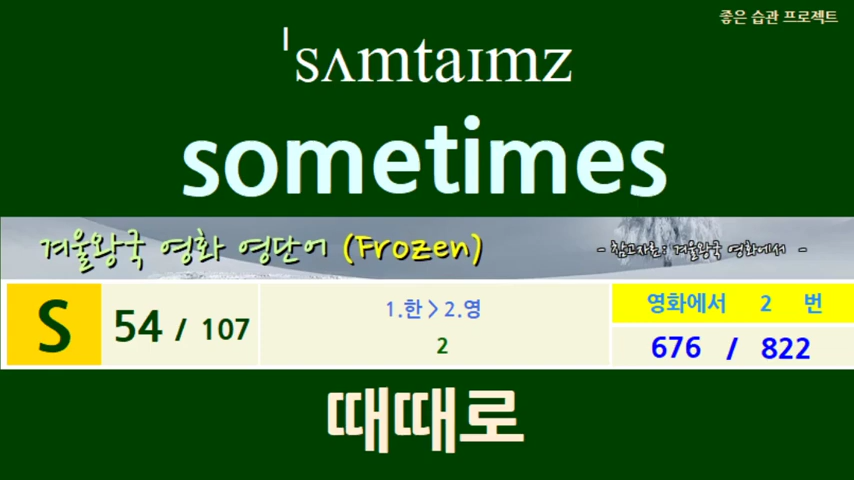 좋은 습관 프로젝트
ˈsʌmtaɪmz
sometimes
겨울왕국 영화 영단어 (Frozen)
- 참고자료: 겨울왕국 영화에서 -
S
54 / 107
1.한 > 2.영
2
영화에서 2 번
676 / 822
때때로